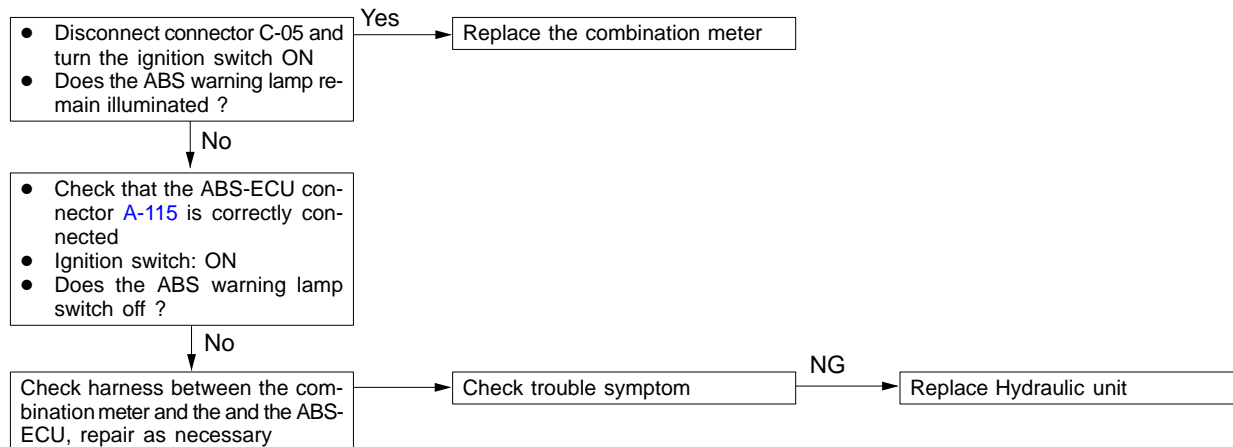 ● Disconnect connector C-05 and
turn the ignition switch ON
● Does the ABS warning lamp re-
main illuminated ?
Yes
Replace the combination meter
No
● Check that the ABS-ECU con-
nector A-115 is correctly con-
nected
● Ignition switch: ON
● Does the ABS warning lamp
switch off ?
No
Check harness between the com-
bination meter and the and the ABS-
ECU, repair as necessary
Check trouble symptom
NG
Replace Hydraulic unit